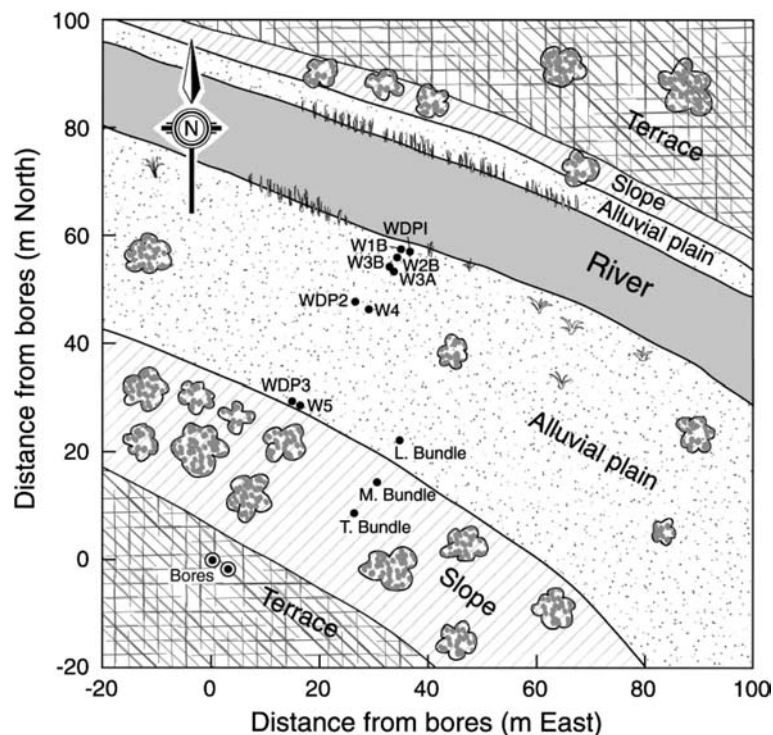 100
80
60
40
20
0
-20
Distance from bores (m North)
N
Terrace
Slope
Alluvial plain
River
WDP1
W1B
W2B
W3B
W3A
WDP2
W4
WDP3
W5
L. Bundle
Alluvial plain
M. Bundle
T. Bundle
Bores
Slope
Terrace
-20
0
20
40
60
80
100
Distance from bores (m East)